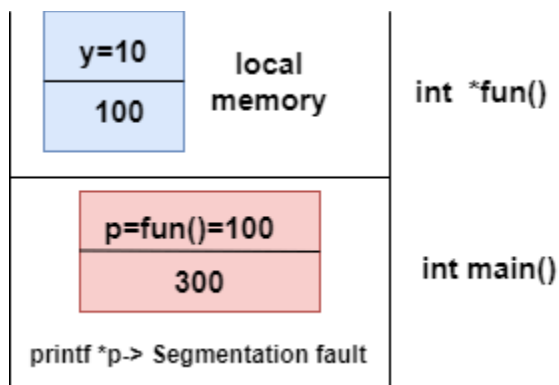 y=10
100
local
memory
int *fun()
p=fun()=100
300
int main()
printf *p-> Segmentation fault